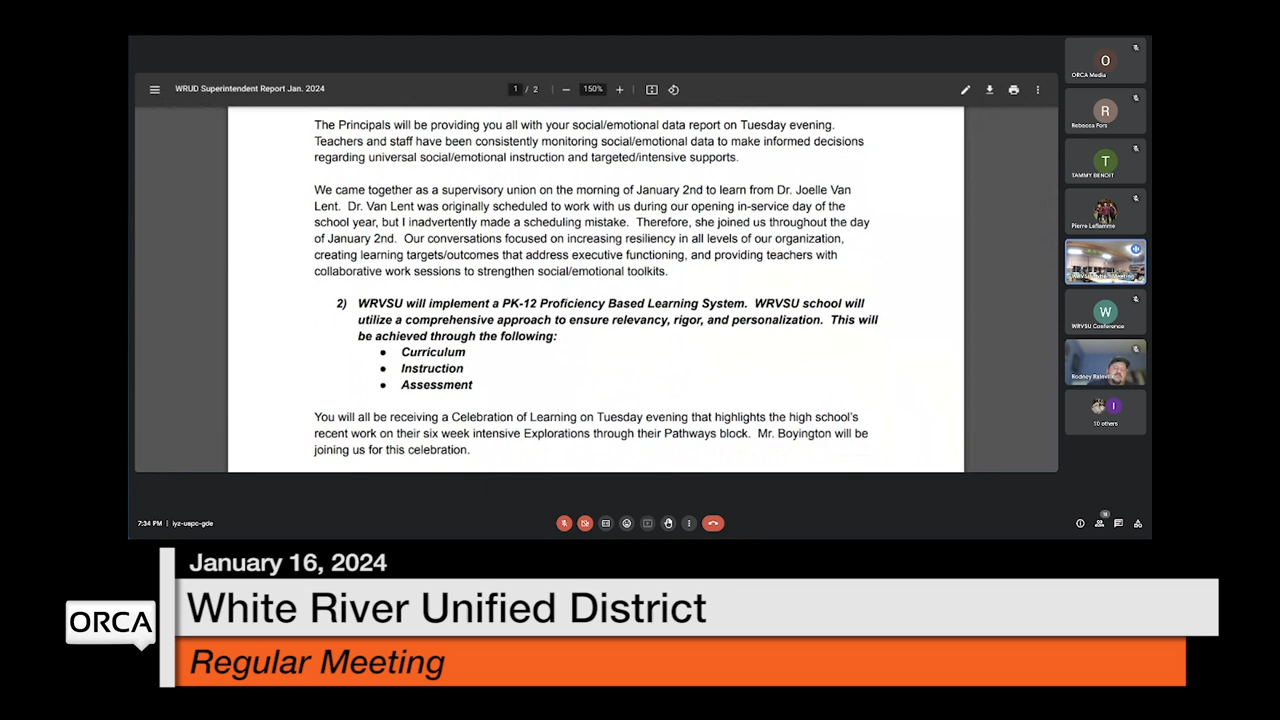 WRUD Superintendent Report Jan. 2024
1 / 2
150%
The Principals will be providing you all with your social/emotional data report on Tuesday evening.
Teachers and staff have been consistently monitoring social/emotional data to make informed decisions
regarding universal social/emotional instruction and targeted/intensive supports.
We came together as a supervisory union on the morning of January 2nd to learn from Dr. Joelle Van
Lent. Dr. Van Lent was originally scheduled to work with us during our opening in-service day of the
school year, but I inadvertently made a scheduling mistake. Therefore, she joined us throughout the day
of January 2nd. Our conversations focused on increasing resiliency in all levels of our organization,
creating learning targets/outcomes that address executive functioning, and providing teachers with
collaborative work sessions to strengthen social/emotional toolkits.
2) WRVSU will implement a PK-12 Proficiency Based Learning System. WRVSU school will
utilize a comprehensive approach to ensure relevancy, rigor, and personalization. This will
be achieved through the following:
• Curriculum
• Instruction
• Assessment
You will all be receiving a Celebration of Learning on Tuesday evening that highlights the high school's
recent work on their six week intensive Explorations through their Pathways block. Mr. Boyington will be
joining us for this celebration.
O
ORCA Media
R
Rebecca Fors
T
TAMMY BENOIT
Pierre Laflamme
W
WRVSU Conference
Rodney
I
10 others
7:34 PM | iyz-uepc-gde
January 16, 2024
ORCA
White River Unified District
Regular Meeting